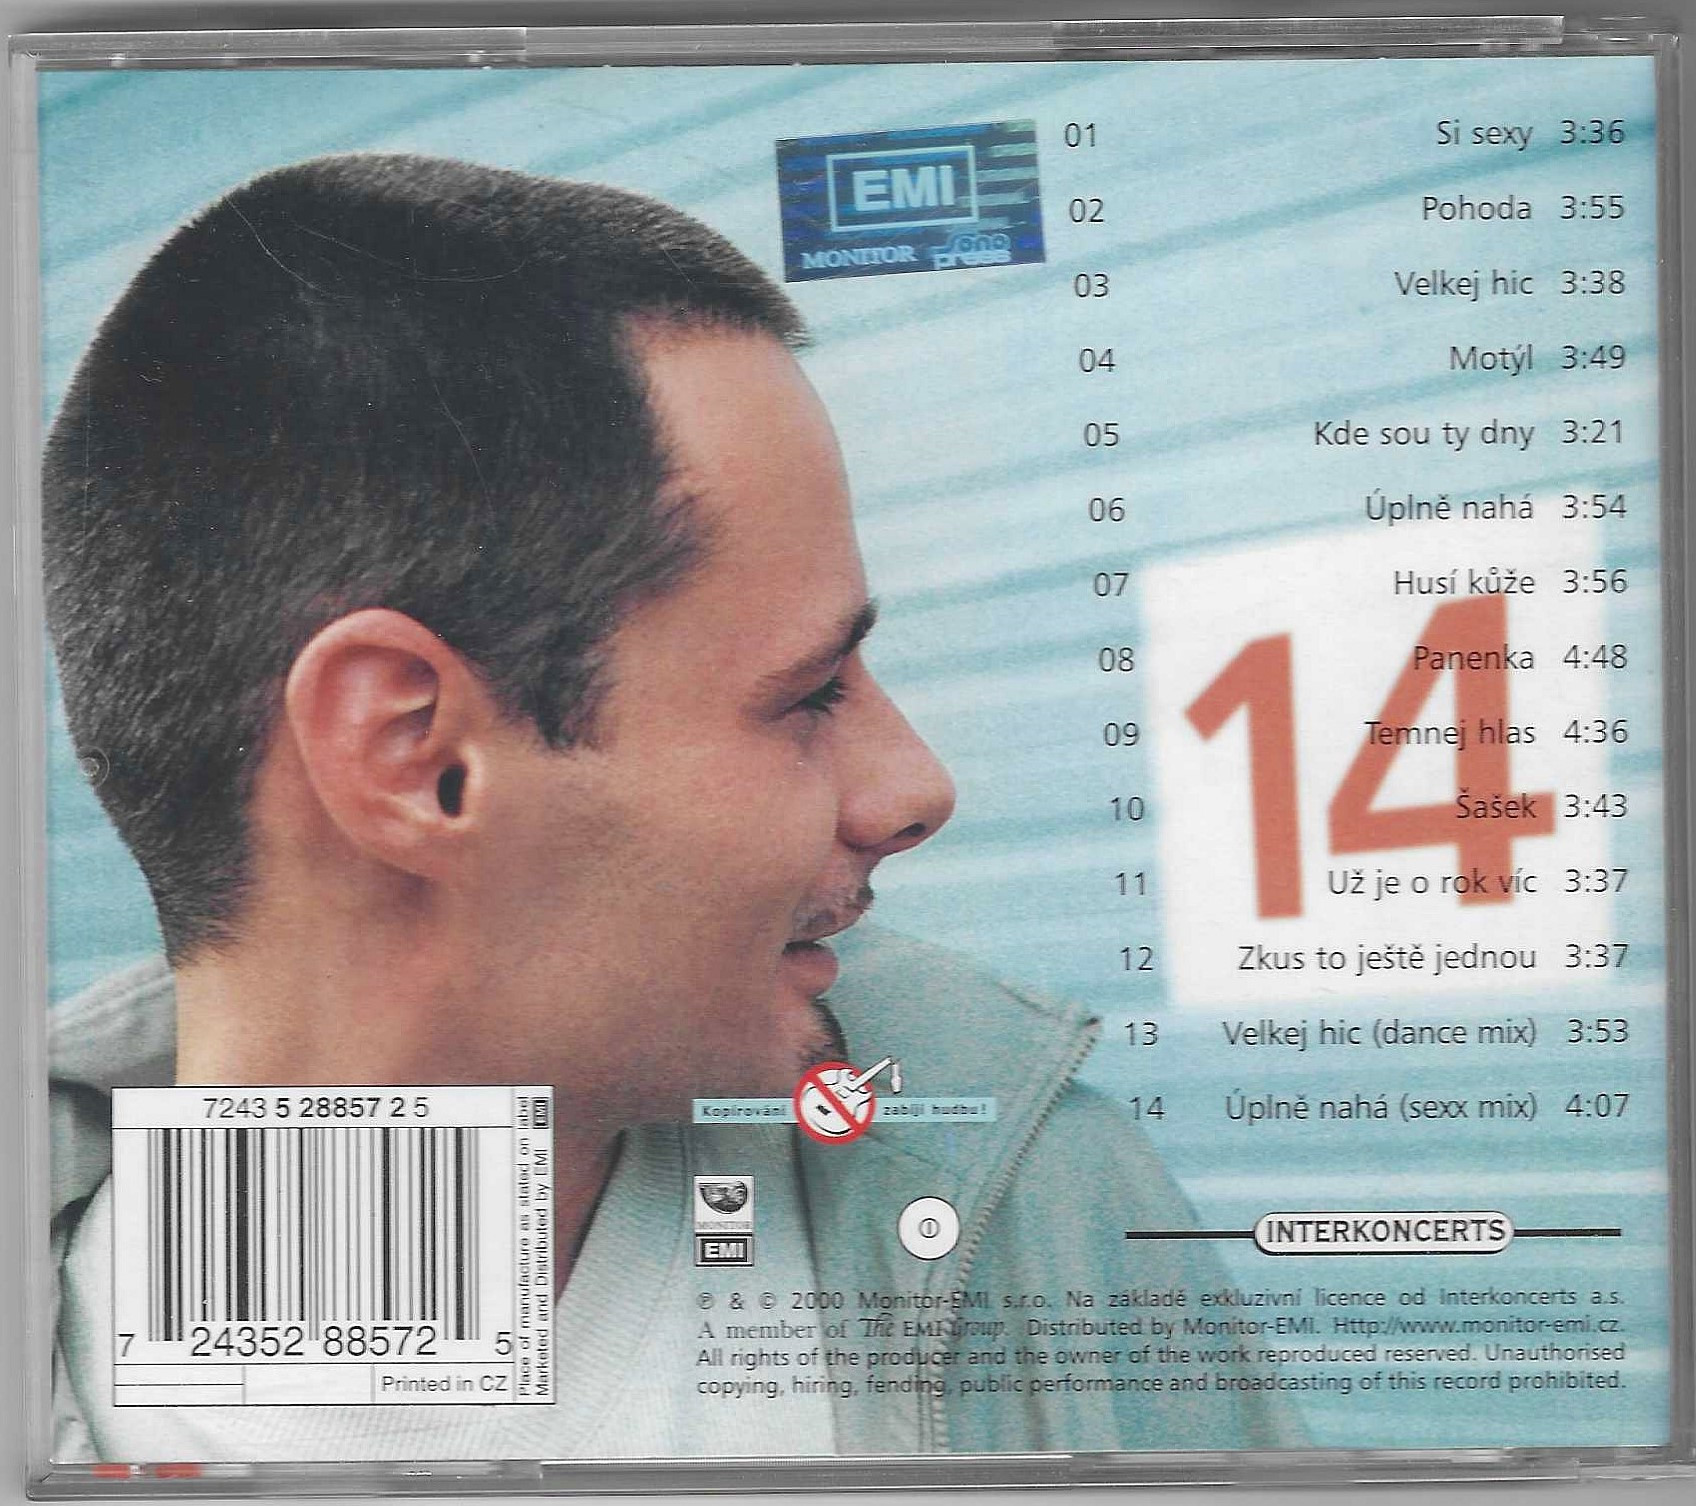 EMI
MONITOR sono press
01 Si sexy 3:36
02 Pohoda 3:55
03 Velkej hic 3:38
04 Motýl 3:49
05 Kde sou ty dny 3:21
06 Úplně nahá 3:54
07 Husí kůže 3:56
08 Panenka 4:48
09 Temnej hlas 4:36
10 Šašek 3:43
11 Už je o rok víc 3:37
12 Zkus to ještě jednou 3:37
13 Velkej hic (dance mix) 3:53
14 Úplně nahá (sexx mix) 4:07
14
Kopírování zabíjí hudbu!
7243 5 28857 2 5
7 24352 88572 5
Printed in CZ
Place of manufacture as stated on label
Marketed and Distributed by EMI
EMI
MONITOR
EMI
INTERKONCERTS
℗ & © 2000 Monitor-EMI s.r.o. Na základě exkluzivní licence od Interkoncerts a.s.
A member of The EMI Group. Distributed by Monitor-EMI. Http://www.monitor-emi.cz.
All rights of the producer and the owner of the work reproduced reserved. Unauthorised
copying, hiring, fending, public performance and broadcasting of this record prohibited.